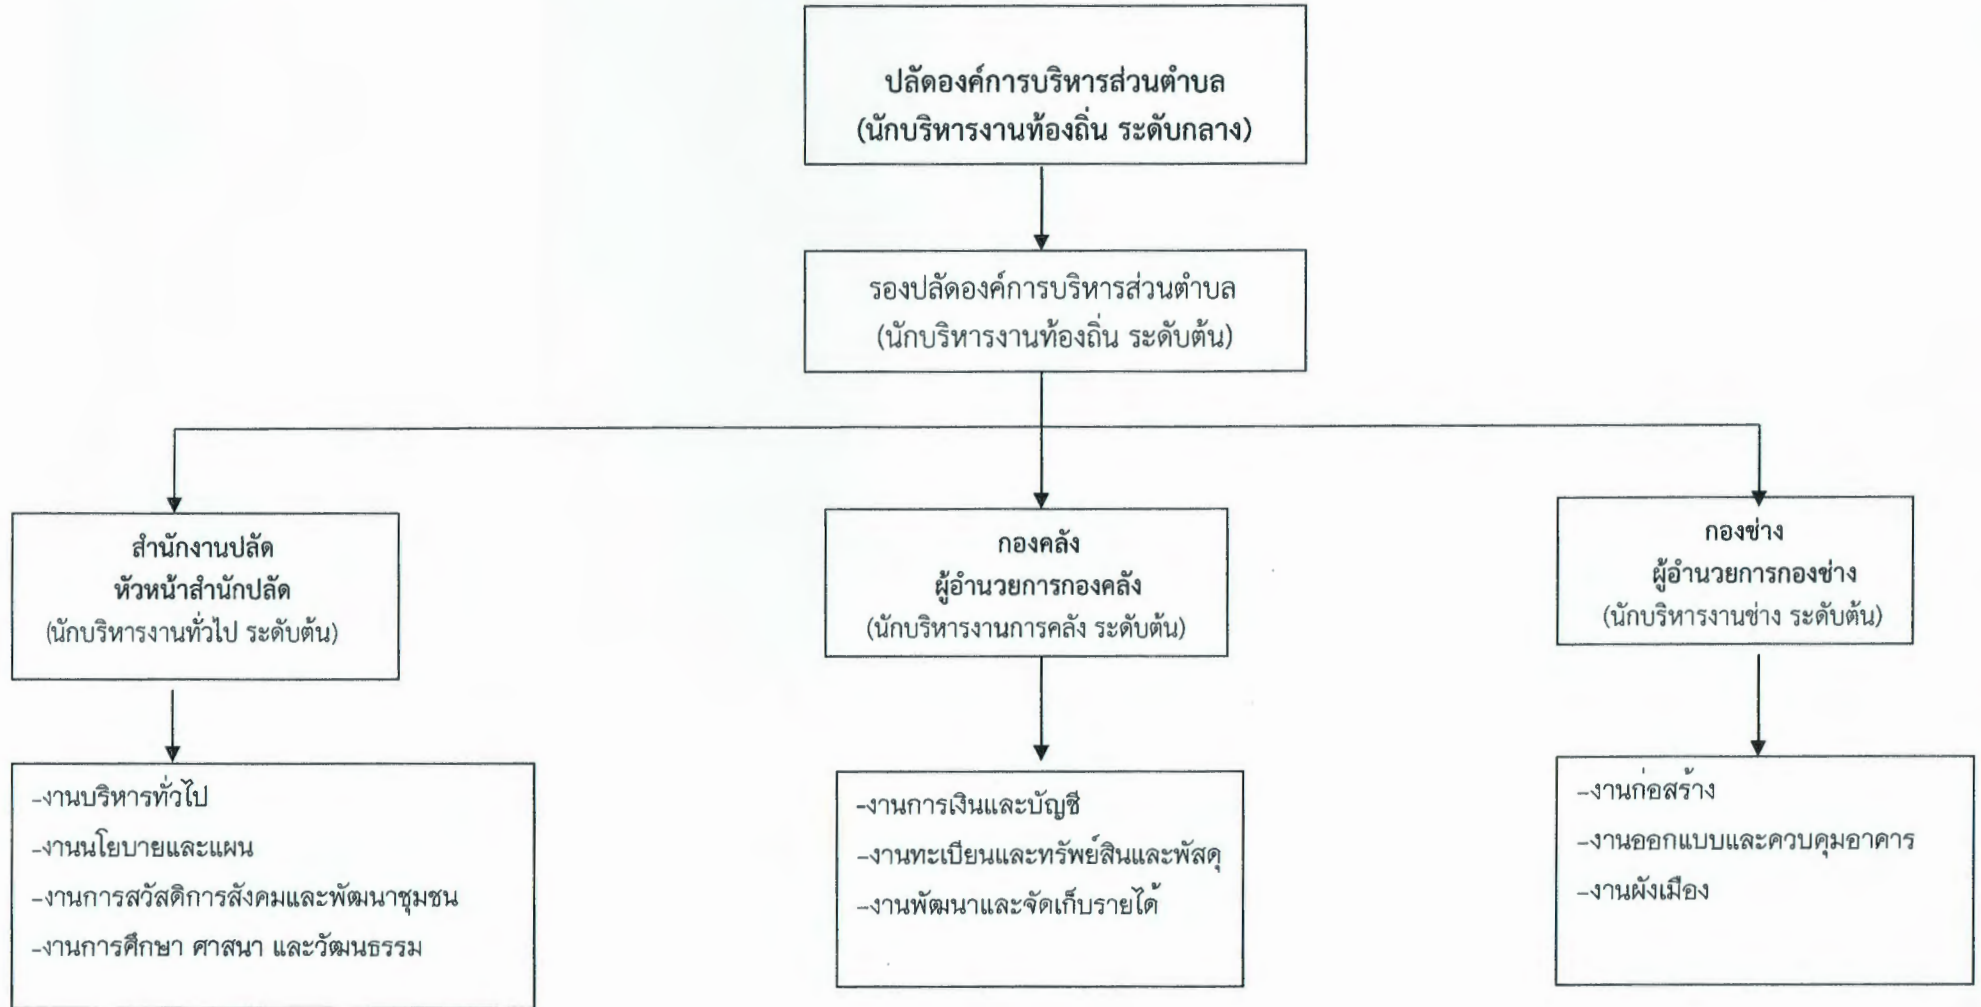 ปลัดองค์การบริหารส่วนตำบล
(นักบริหารงานท้องถิ่น ระดับกลาง)
รองปลัดองค์การบริหารส่วนตำบล
(นักบริหารงานท้องถิ่น ระดับต้น)
สำนักงานปลัด
หัวหน้าสำนักปลัด
(นักบริหารงานทั่วไป ระดับต้น)
กองคลัง
ผู้อำนวยการกองคลัง
(นักบริหารงานการคลัง ระดับต้น)
กองช่าง
ผู้อำนวยการกองช่าง
(นักบริหารงานช่าง ระดับต้น)
-งานบริหารทั่วไป
-งานนโยบายและแผน
-งานการสวัสดิการสังคมและพัฒนาชุมชน
-งานการศึกษา ศาสนา และวัฒนธรรม
-งานการเงินและบัญชี
-งานทะเบียนและทรัพย์สินและพัสดุ
-งานพัฒนาและจัดเก็บรายได้
-งานก่อสร้าง
-งานออกแบบและควบคุมอาคาร
-งานผังเมือง